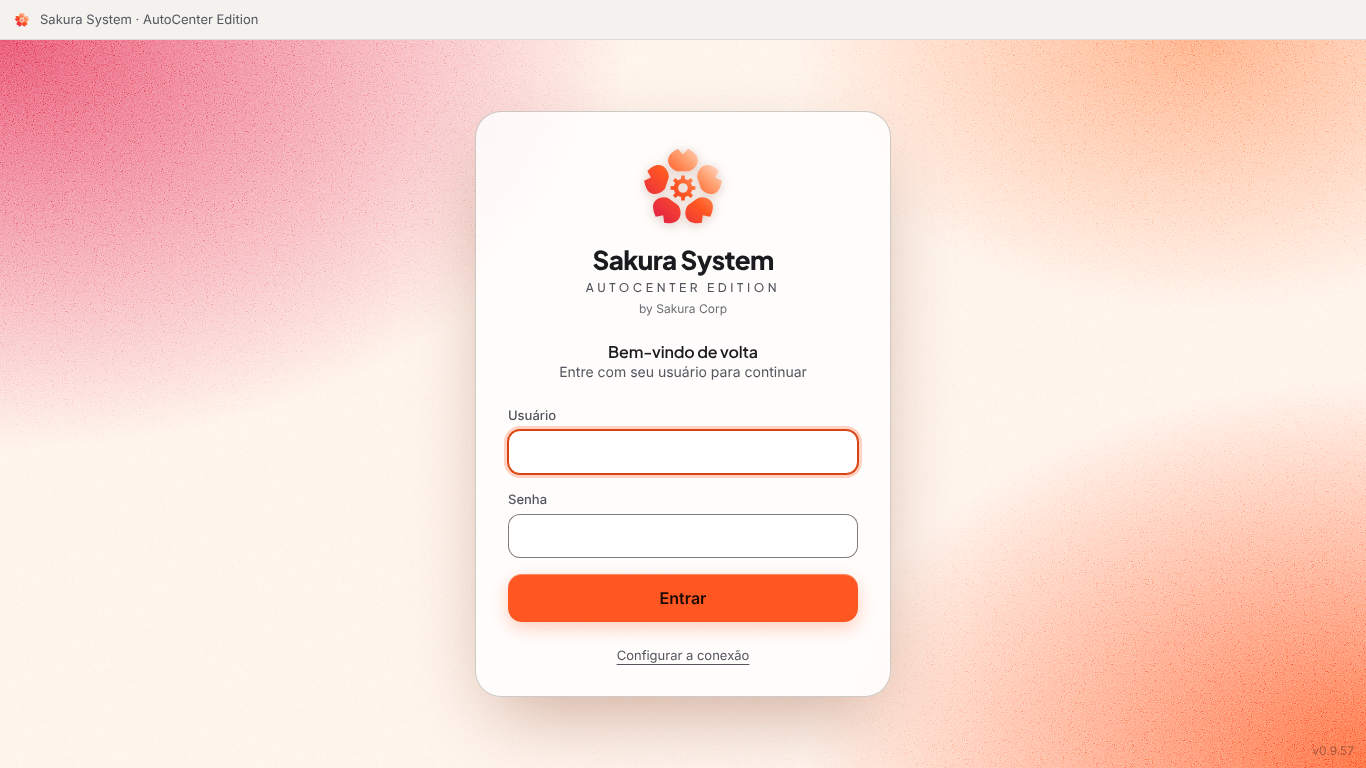 Sakura System · AutoCenter Edition
Sakura System
AUTOCENTER EDITION
by Sakura Corp
Bem-vindo de volta
Entre com seu usuário para continuar
Usuário
Senha
Entrar
Configurar a conexão
v0.9.57